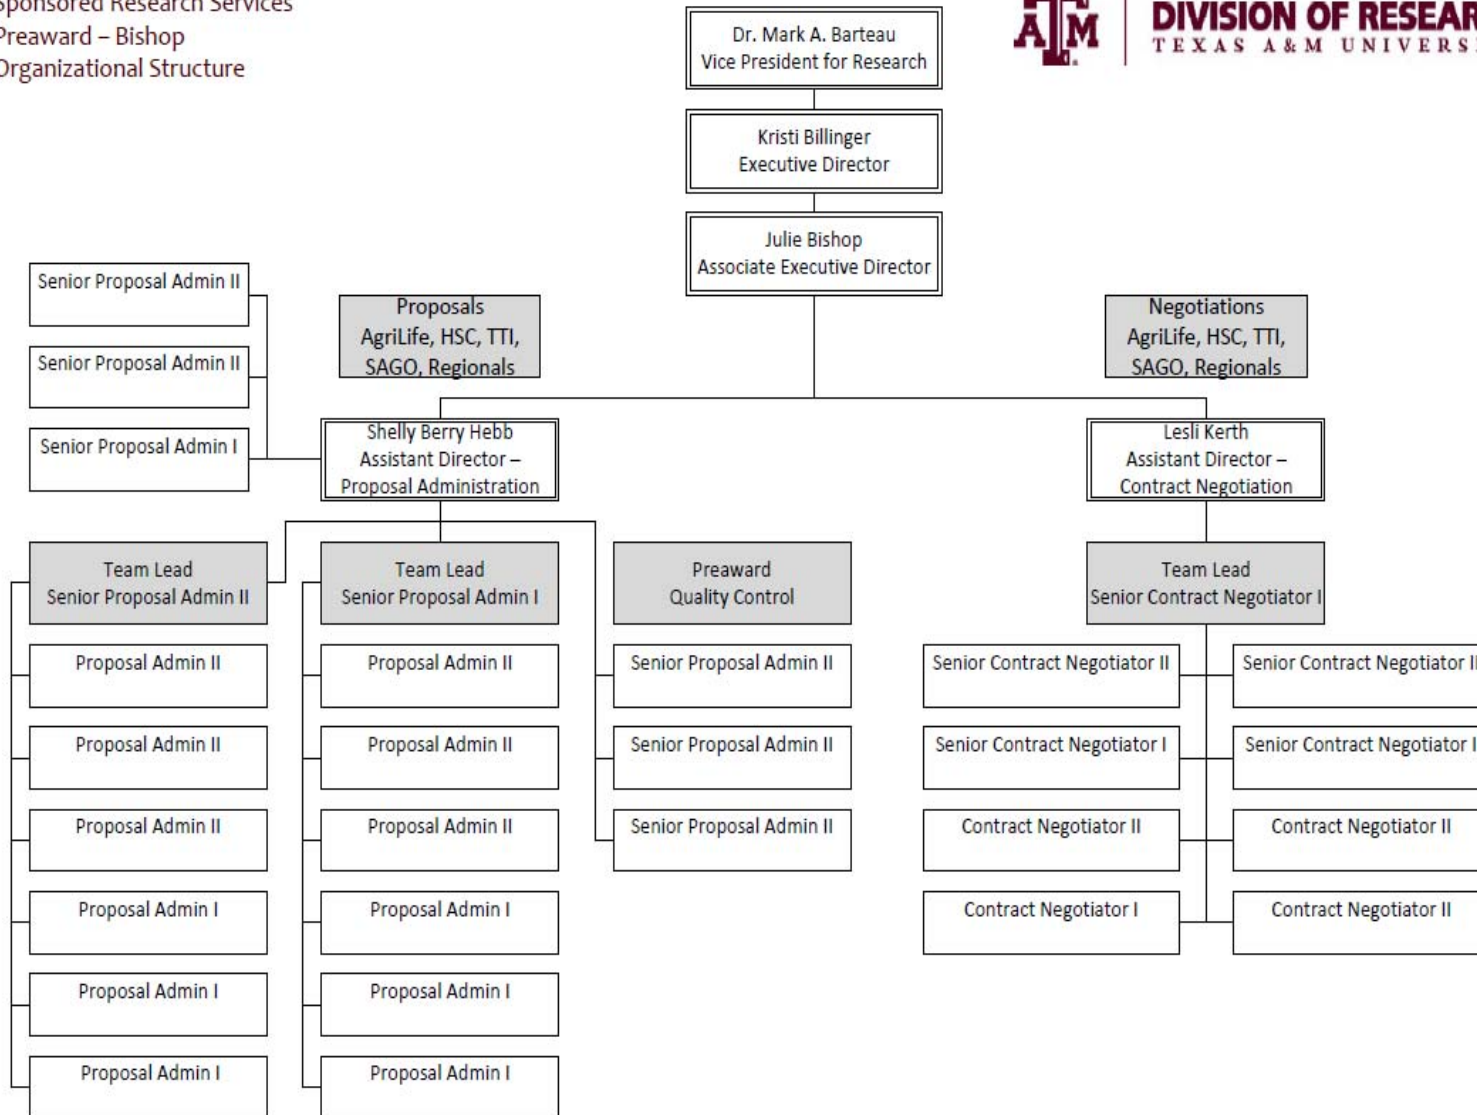 Sponsored Research Services
Preaward – Bishop
Organizational Structure
DIVISION OF RESEAR
TEXAS A&M UNIVERS
Dr. Mark A. Barteau
Vice President for Research
Kristi Billinger
Executive Director
Julie Bishop
Associate Executive Director
Senior Proposal Admin II
Senior Proposal Admin II
Senior Proposal Admin I
Proposals
AgriLife, HSC, TTI,
SAGO, Regionals
Negotiations
AgriLife, HSC, TTI,
SAGO, Regionals
Shelly Berry Hebb
Assistant Director –
Proposal Administration
Lesli Kerth
Assistant Director –
Contract Negotiation
Team Lead
Senior Proposal Admin II
Proposal Admin II
Proposal Admin II
Proposal Admin II
Proposal Admin I
Proposal Admin I
Proposal Admin I
Team Lead
Senior Proposal Admin I
Proposal Admin II
Proposal Admin II
Proposal Admin II
Proposal Admin I
Proposal Admin I
Proposal Admin I
Preaward
Quality Control
Senior Proposal Admin II
Senior Proposal Admin II
Senior Proposal Admin II
Team Lead
Senior Contract Negotiator I
Senior Contract Negotiator II
Senior Contract Negotiator I
Contract Negotiator II
Contract Negotiator I
Senior Contract Negotiator II
Senior Contract Negotiator I
Contract Negotiator II
Contract Negotiator II